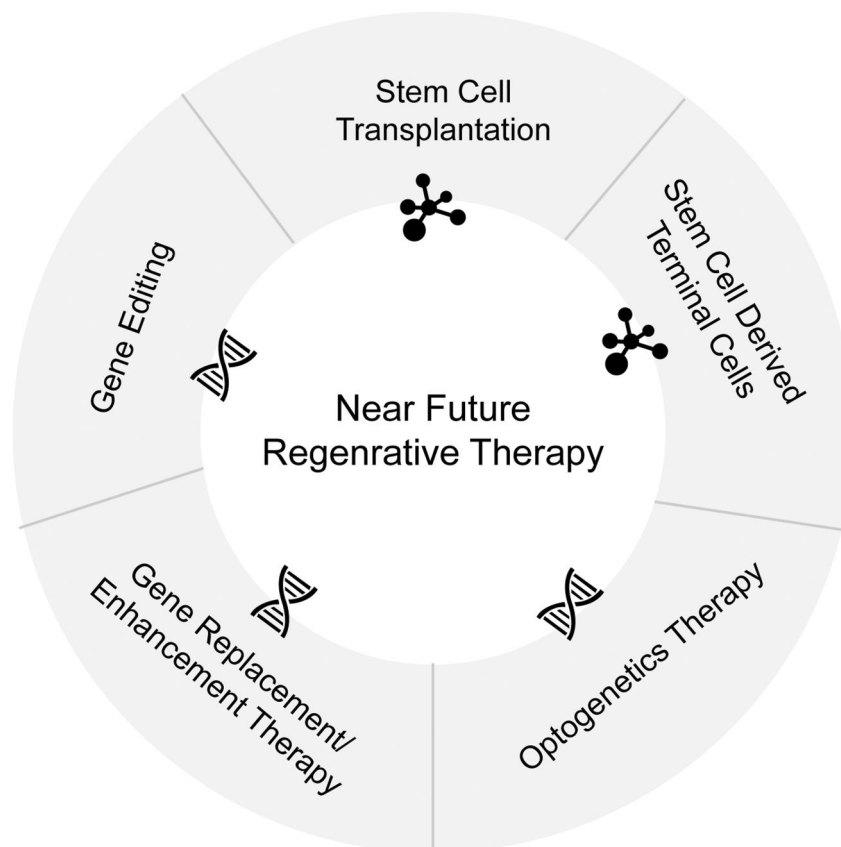 Stem Cell
Transplantation
Stem Cell Derived
Terminal Cells
Optogenetics Therapy
Gene Replacement/
Enhancement Therapy
Gene Editing
Near Future
Regenrative Therapy